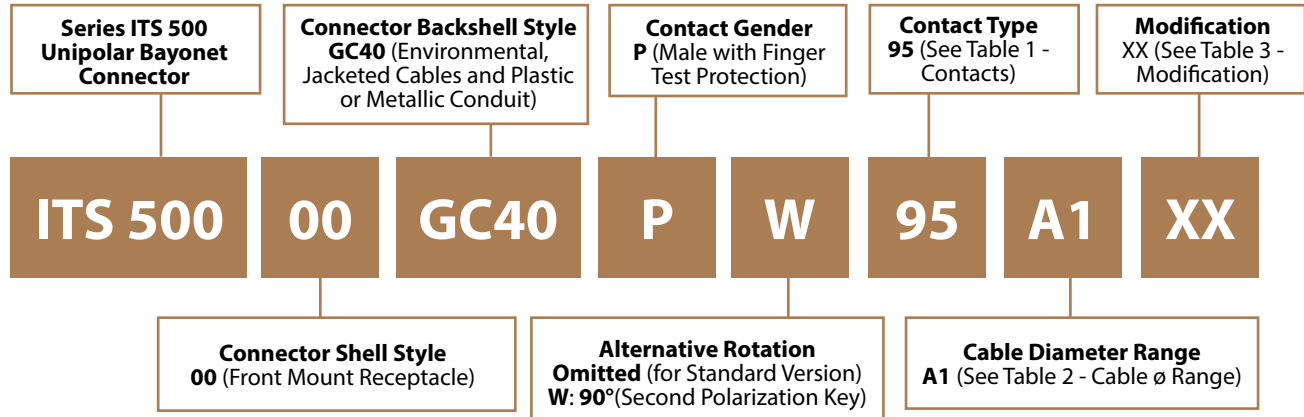 Series ITS 500
Unipolar Bayonet
Connector
Connector Backshell Style
GC40 (Environmental,
Jacketed Cables and Plastic
or Metallic Conduit)
Contact Gender
P (Male with Finger
Test Protection)
Contact Type
95 (See Table 1 -
Contacts)
Modification
XX (See Table 3 -
Modification)
ITS 500 00 GC40 P W 95 A1 XX
Connector Shell Style
00 (Front Mount Receptacle)
Alternative Rotation
Omitted (for Standard Version)
W: 90°(Second Polarization Key)
Cable Diameter Range
A1 (See Table 2 - Cable ø Range)